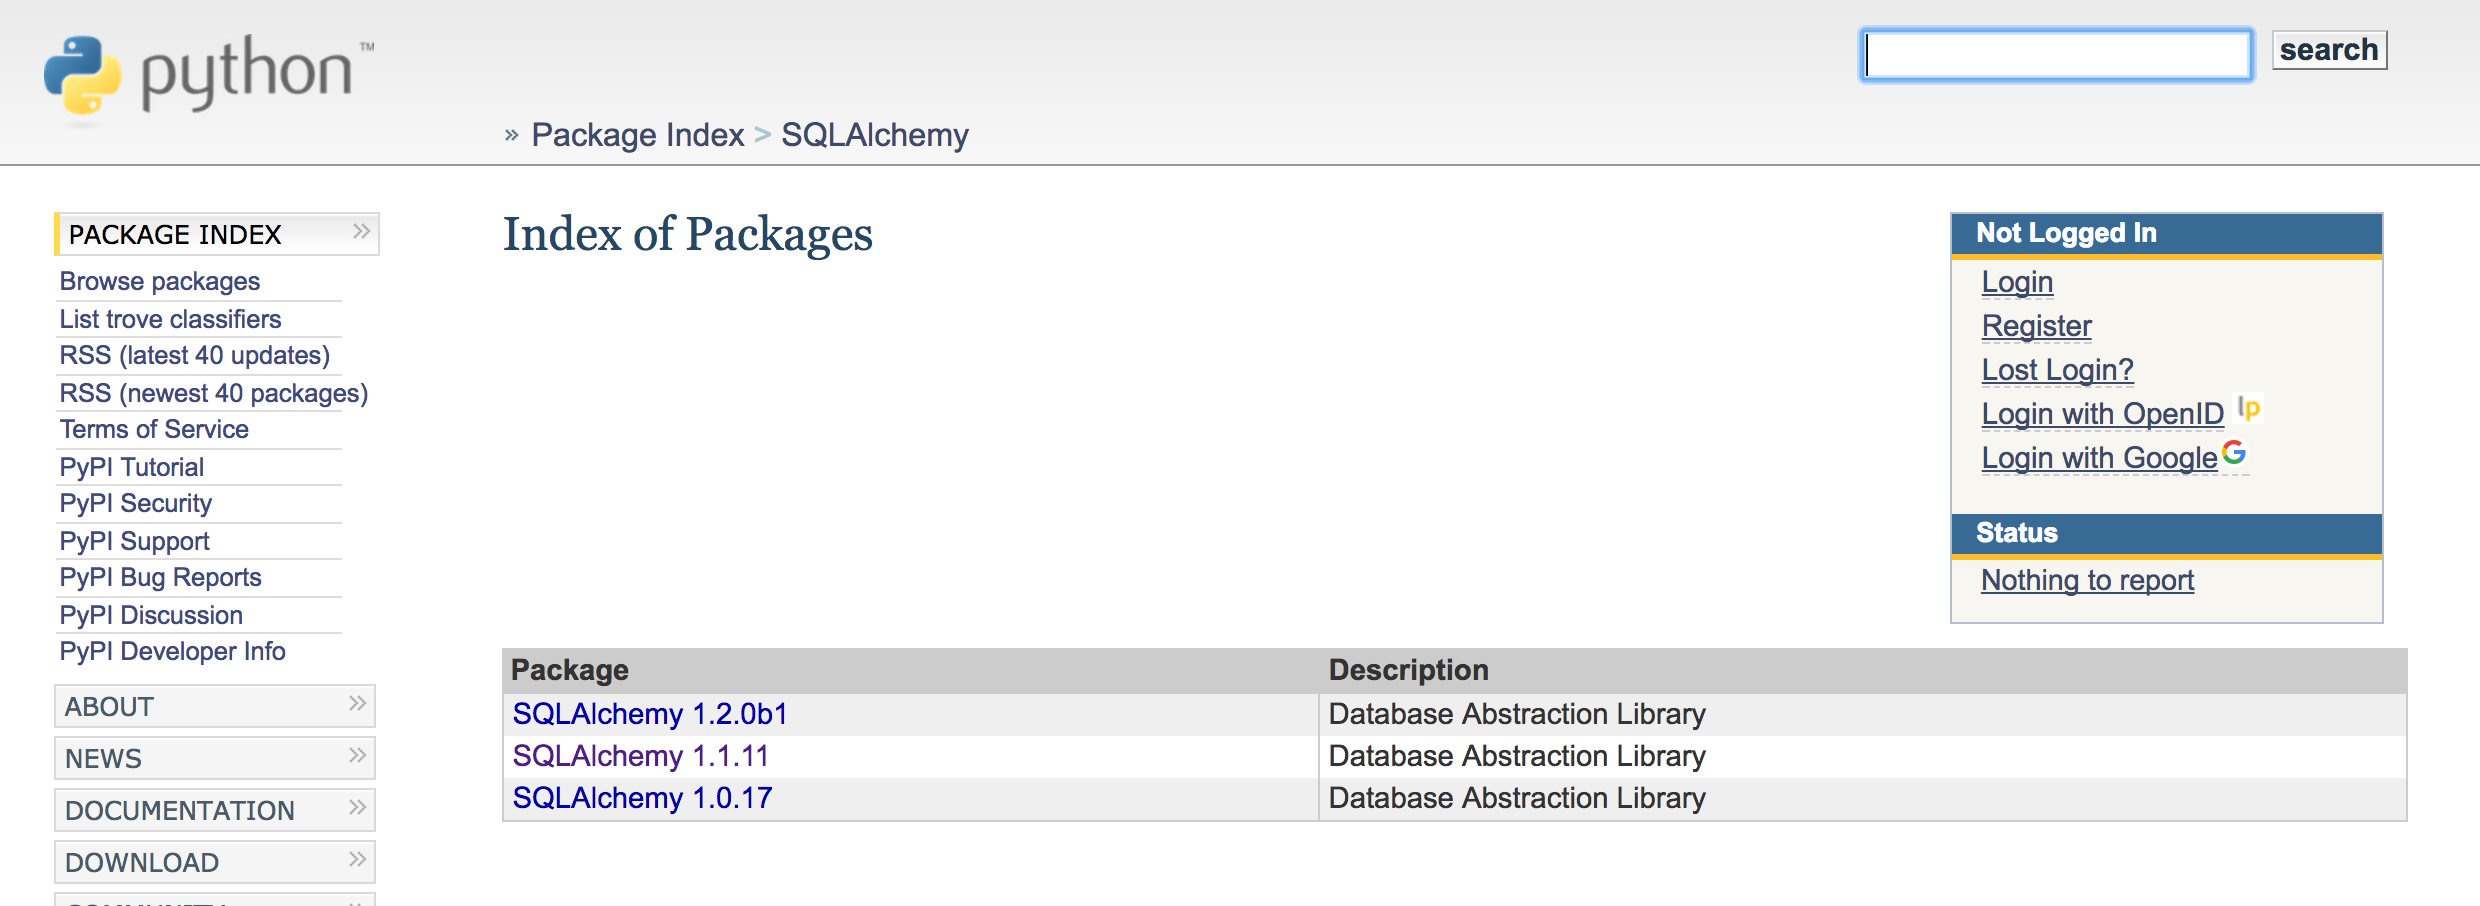 python™
search
» Package Index > SQLAlchemy
PACKAGE INDEX »
Browse packages
List trove classifiers
RSS (latest 40 updates)
RSS (newest 40 packages)
Terms of Service
PyPI Tutorial
PyPI Security
PyPI Support
PyPI Bug Reports
PyPI Discussion
PyPI Developer Info
ABOUT »
NEWS »
DOCUMENTATION »
DOWNLOAD »
Index of Packages
Not Logged In
Login
Register
Lost Login?
Login with OpenID lp
Login with Google G
Status
Nothing to report
Package Description
SQLAlchemy 1.2.0b1 Database Abstraction Library
SQLAlchemy 1.1.11 Database Abstraction Library
SQLAlchemy 1.0.17 Database Abstraction Library